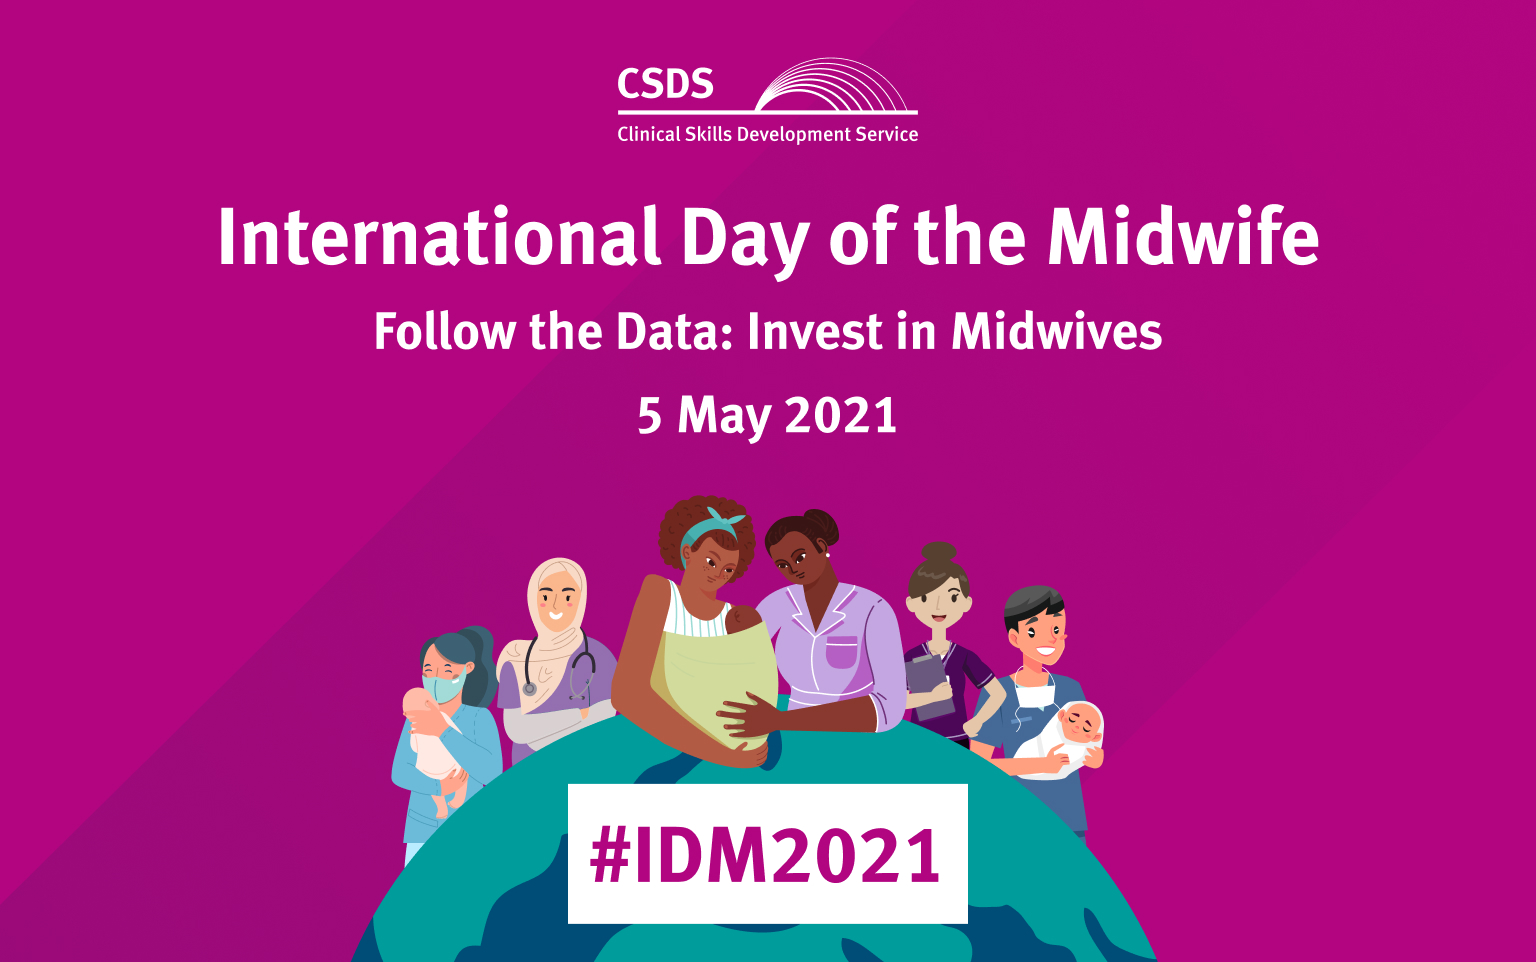 CSDS
Clinical Skills Development Service
International Day of the Midwife
Follow the Data: Invest in Midwives
5 May 2021
#IDM2021